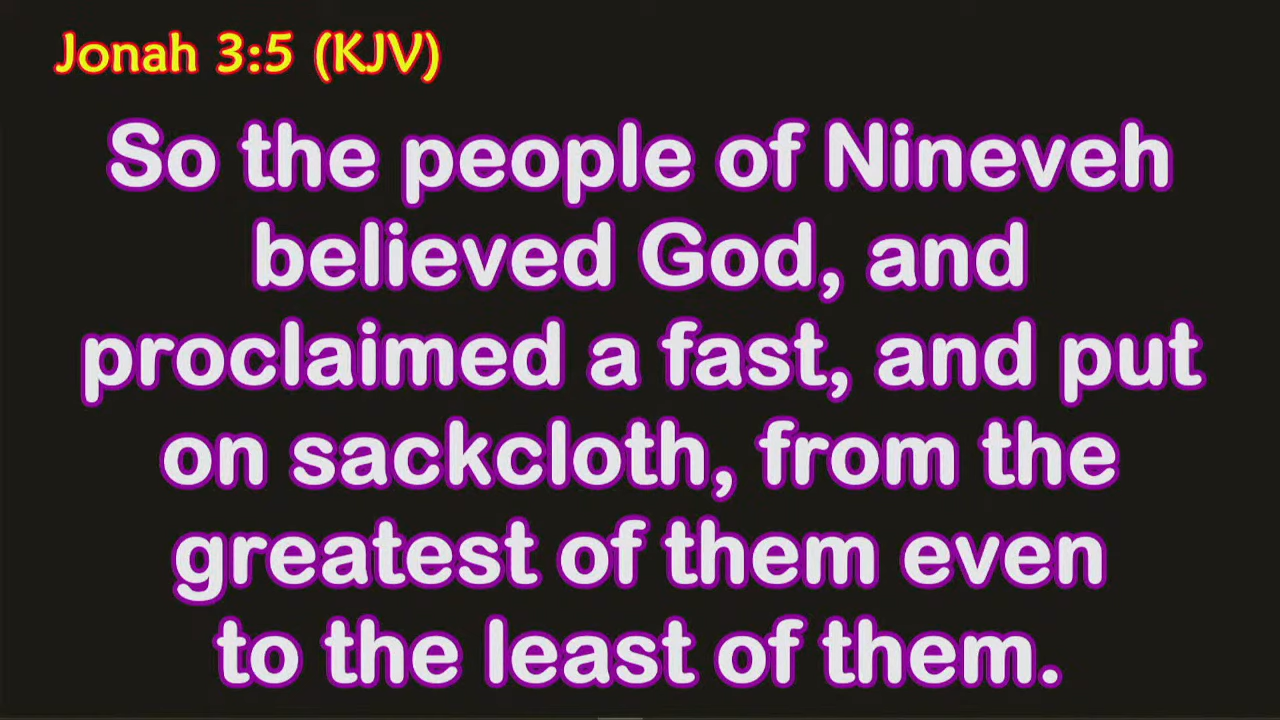 Jonah 3:5 (KJV)
So the people of Nineveh
believed God, and
proclaimed a fast, and put
on sackcloth, from the
greatest of them even
to the least of them.